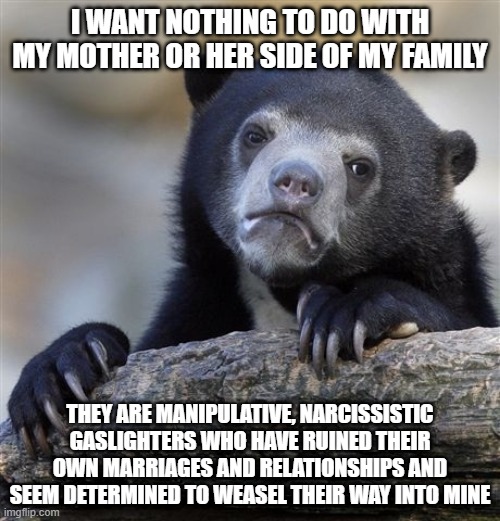 I WANT NOTHING TO DO WITH
MY MOTHER OR HER SIDE OF MY FAMILY
THEY ARE MANIPULATIVE, NARCISSISTIC
GASLIGHTERS WHO HAVE RUINED THEIR
OWN MARRIAGES AND RELATIONSHIPS AND
SEEM DETERMINED TO WEASEL THEIR WAY INTO MINE
imgflip.com